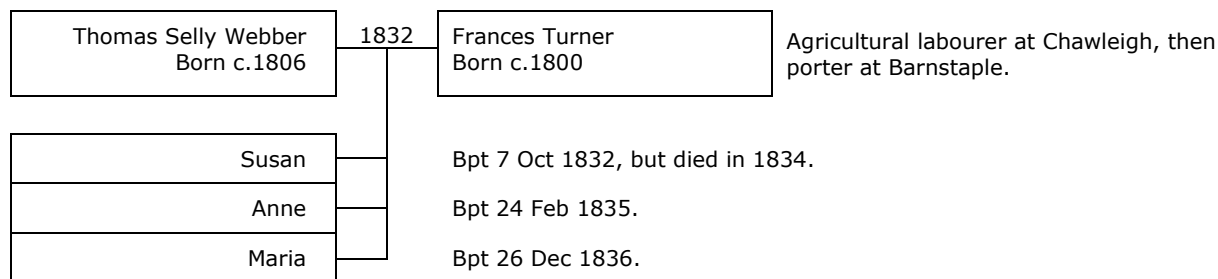 Thomas Selly Webber
Born c.1806
1832
Frances Turner
Born c.1800
Agricultural labourer at Chawleigh, then
porter at Barnstaple.
Susan
Bpt 7 Oct 1832, but died in 1834.
Anne
Bpt 24 Feb 1835.
Maria
Bpt 26 Dec 1836.